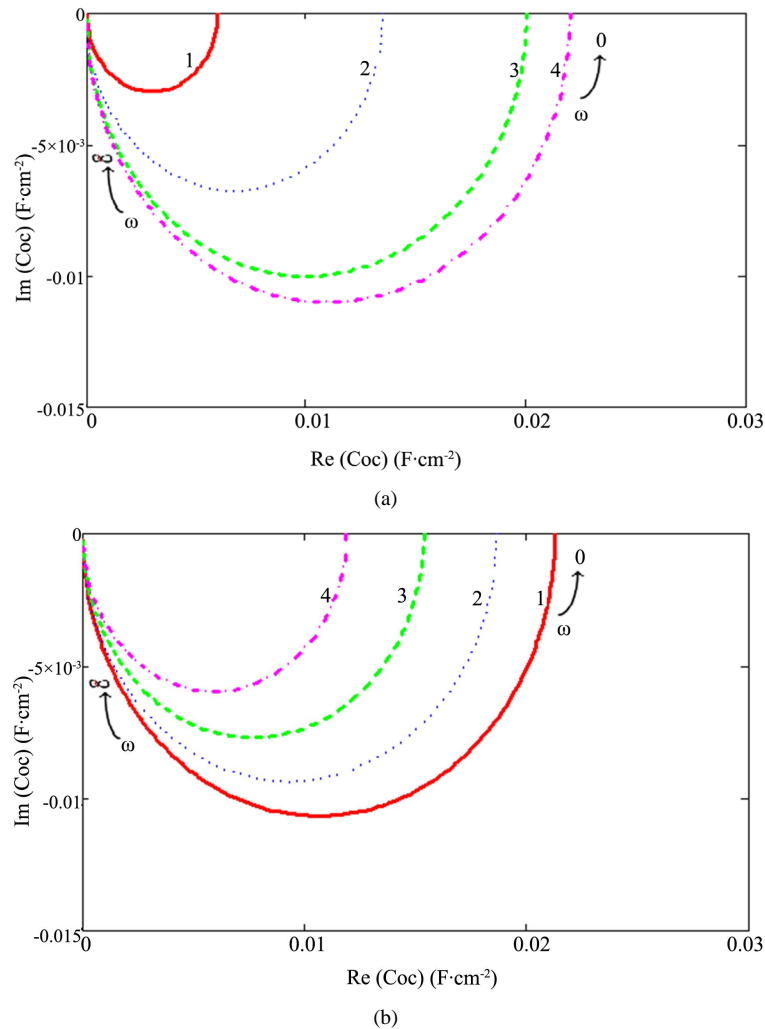 0
0
1
2
3
4
ω
-5×10-3
∞
ω
Im (Coc) (F·cm-2)
-0.01
-0.015
0
0.01
0.02
0.03
Re (Coc) (F·cm-2)
(a)
0
0
4
3
2
1
ω
-5×10-3
∞
ω
Im (Coc) (F·cm-2)
-0.01
-0.015
0
0.01
0.02
0.03
Re (Coc) (F·cm-2)
(b)